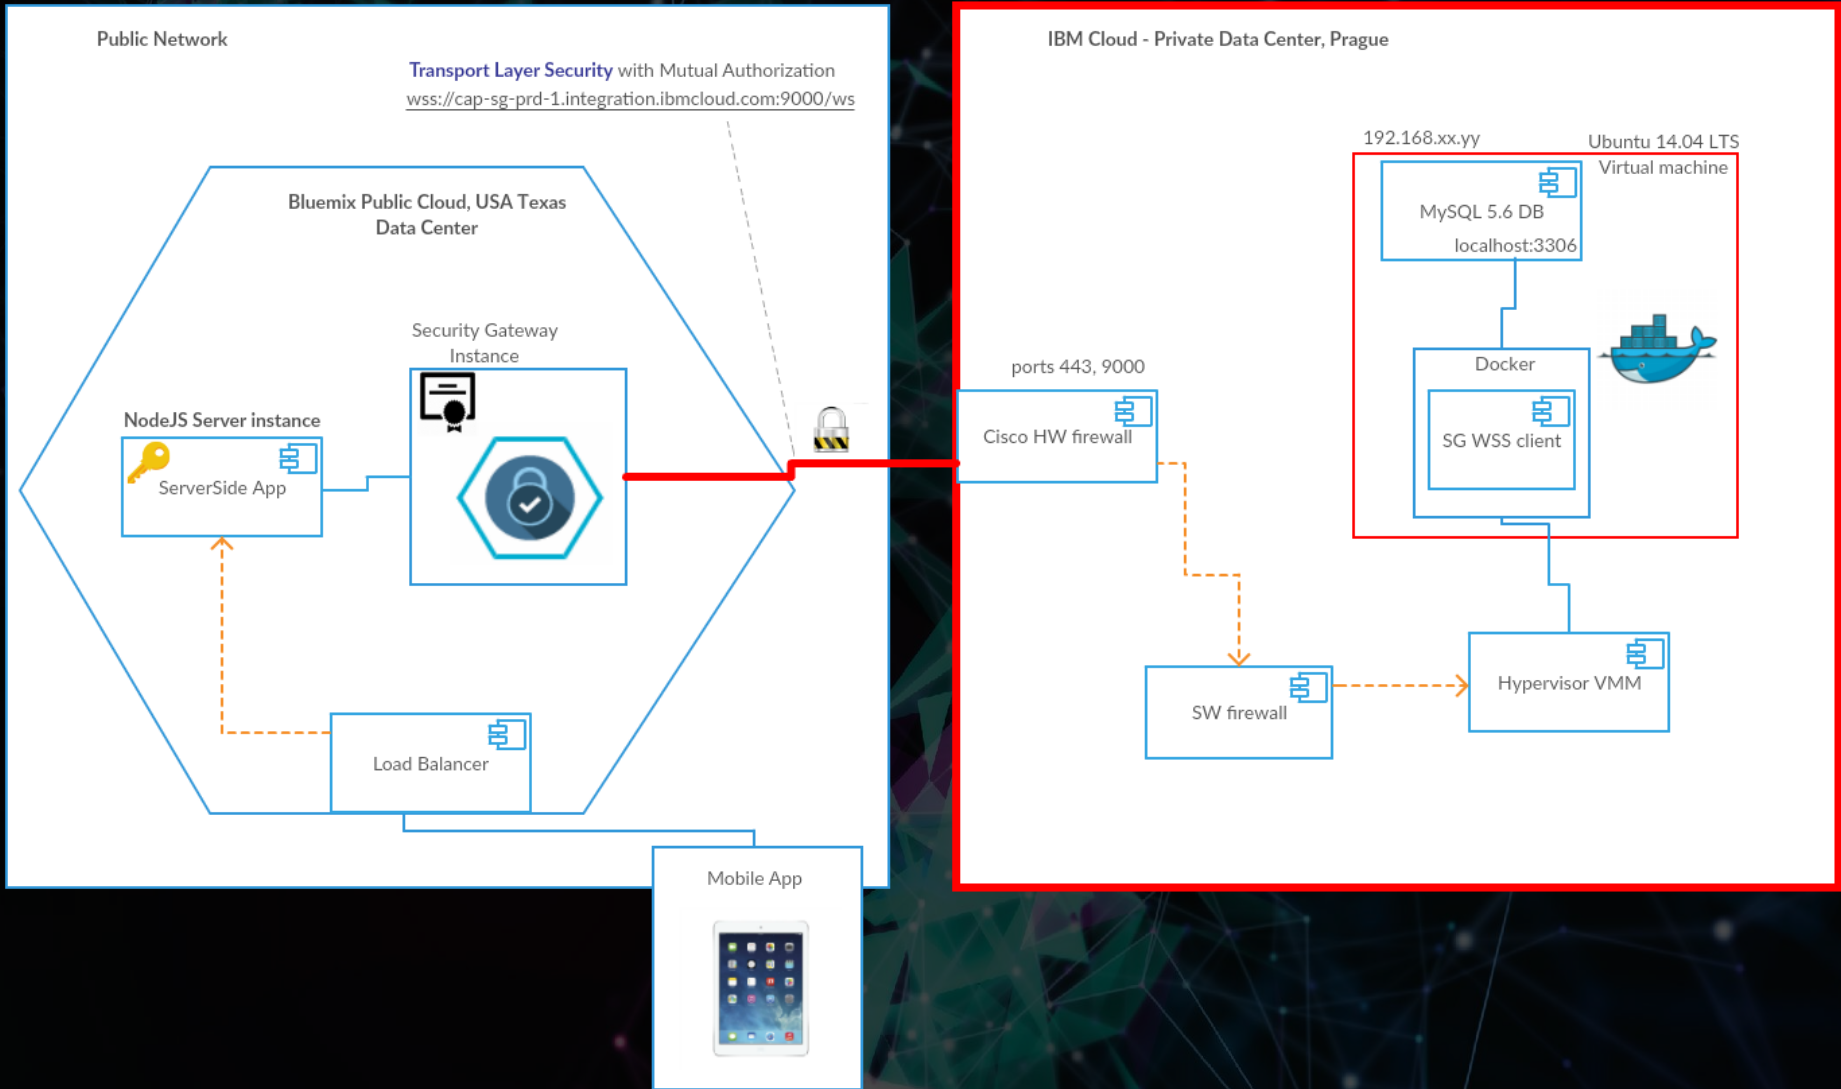 Public Network
Transport Layer Security with Mutual Authorization
wss://cap-sg-prd-1.integration.ibmcloud.com:9000/ws
Bluemix Public Cloud, USA Texas
Data Center
Security Gateway
Instance
NodeJS Server instance
ServerSide App
Load Balancer
Mobile App
IBM Cloud - Private Data Center, Prague
192.168.xx.yy
Ubuntu 14.04 LTS
Virtual machine
MySQL 5.6 DB
localhost:3306
Docker
SG WSS client
ports 443, 9000
Cisco HW firewall
SW firewall
Hypervisor VMM